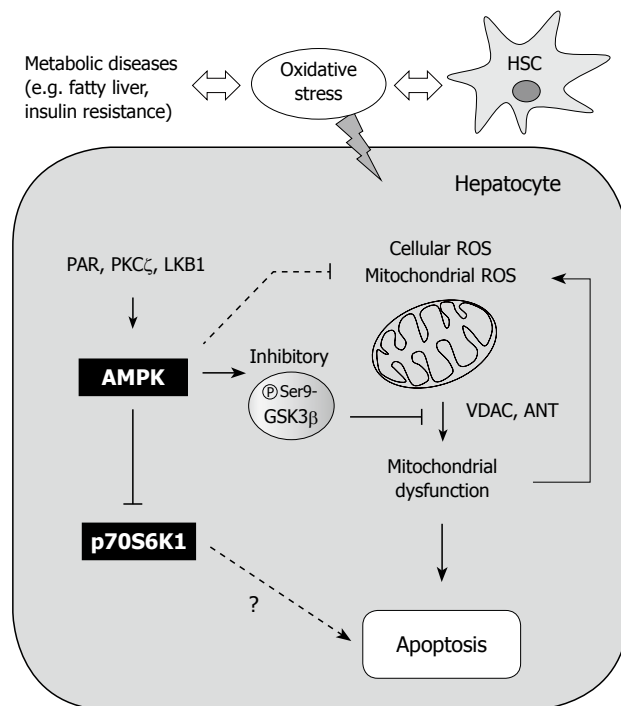 Metabolic diseases
(e.g. fatty liver,
insulin resistance)
Oxidative
stress
HSC
Hepatocyte
PAR, PKCζ, LKB1
Cellular ROS
Mitochondrial ROS
AMPK
Inhibitory
Ⓟ Ser9-
GSK3β
VDAC, ANT
Mitochondrial
dysfunction
p70S6K1
?
Apoptosis